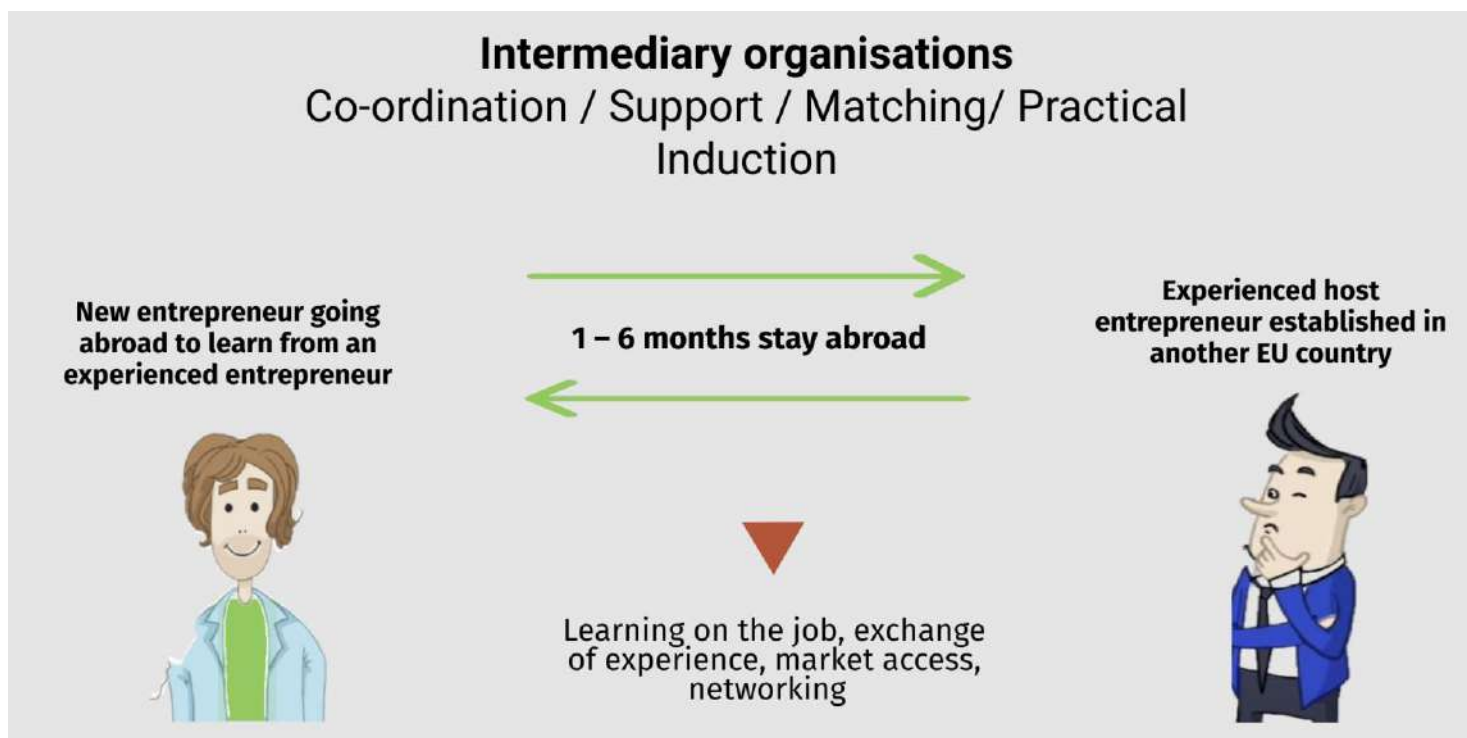 Intermediary organisations
Co-ordination / Support / Matching/ Practical
Induction
New entrepreneur going
abroad to learn from an
experienced entrepreneur
1 – 6 months stay abroad
Experienced host
entrepreneur established in
another EU country
Learning on the job, exchange
of experience, market access,
networking